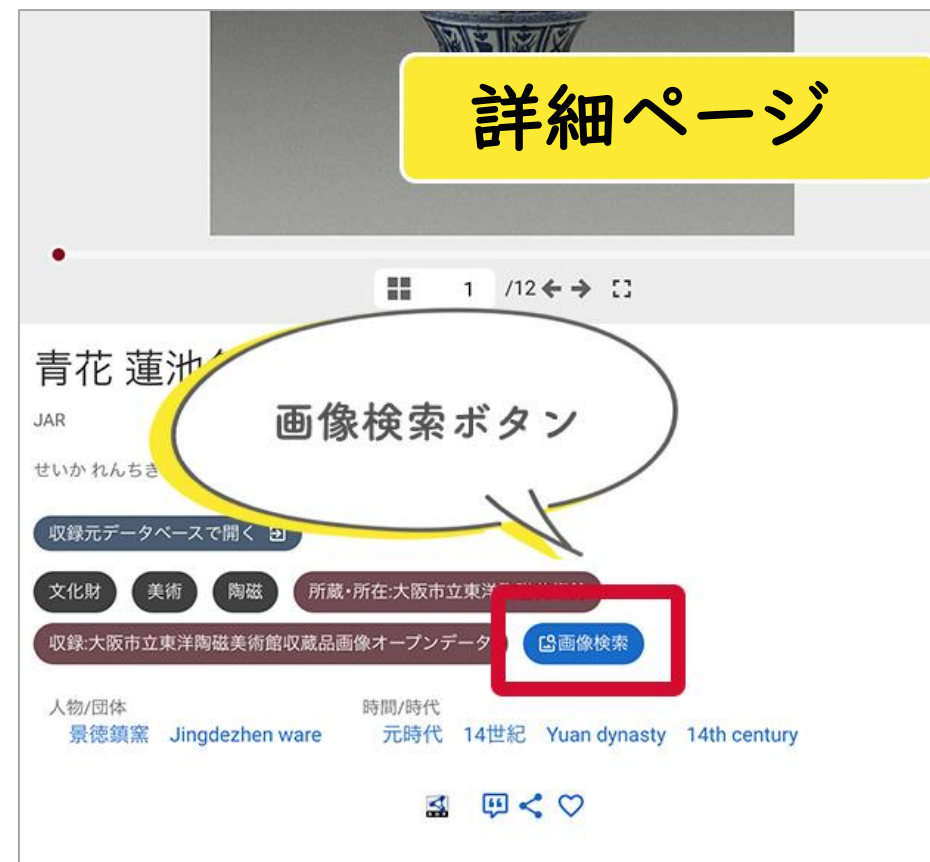 詳細ページ
1 /12
青花 蓮池
画像検索ボタン
JAR
せいか れんちぎ
収録元データベースで開く
文化財 美術 陶磁 所蔵・所在:大阪市立東洋
収録:大阪市立東洋陶磁美術館収蔵品画像オープンデータ 画像検索
人物/団体 時間/時代
景徳鎮窯 Jingdezhen ware 元時代 14世紀 Yuan dynasty 14th century